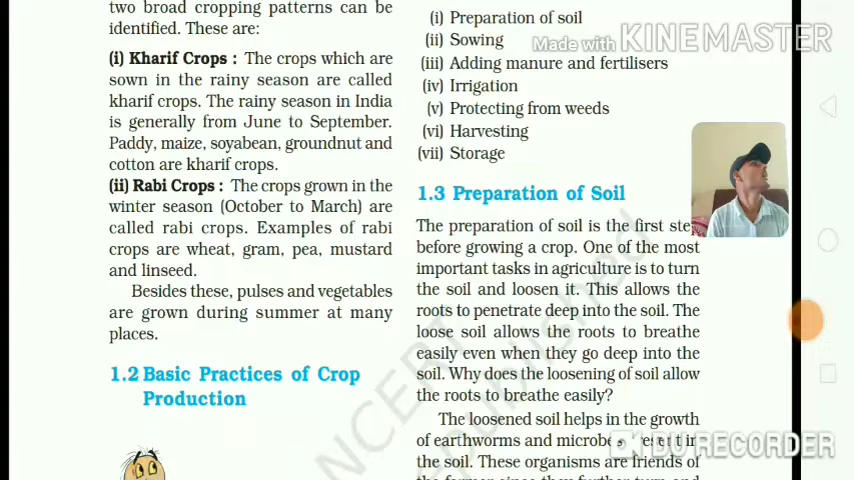 two broad cropping patterns can be
identified. These are:
(i) Kharif Crops : The crops which are
sown in the rainy season are called
kharif crops. The rainy season in India
is generally from June to September.
Paddy, maize, soyabean, groundnut and
cotton are kharif crops.
(ii) Rabi Crops : The crops grown in the
winter season (October to March) are
called rabi crops. Examples of rabi
crops are wheat, gram, pea, mustard
and linseed.
Besides these, pulses and vegetables
are grown during summer at many
places.
1.2 Basic Practices of Crop
Production
(i) Preparation of soil
(ii) Sowing
(iii) Adding manure and fertilisers
(iv) Irrigation
(v) Protecting from weeds
(vi) Harvesting
(vii) Storage
1.3 Preparation of Soil
The preparation of soil is the first
before growing a crop. One of the most
important tasks in agriculture is to turn
the soil and loosen it. This allows the
roots to penetrate deep into the soil. The
loose soil allows the roots to breathe
easily even when they go deep into the
soil. Why does the loosening of soil allow
the roots to breathe easily?
The loosened soil helps in the growth
of earthworms and in
the soil. These organisms are friends of
the farmer since they further turn and
Made with KINEMASTER
DU RECORDER
NCERT